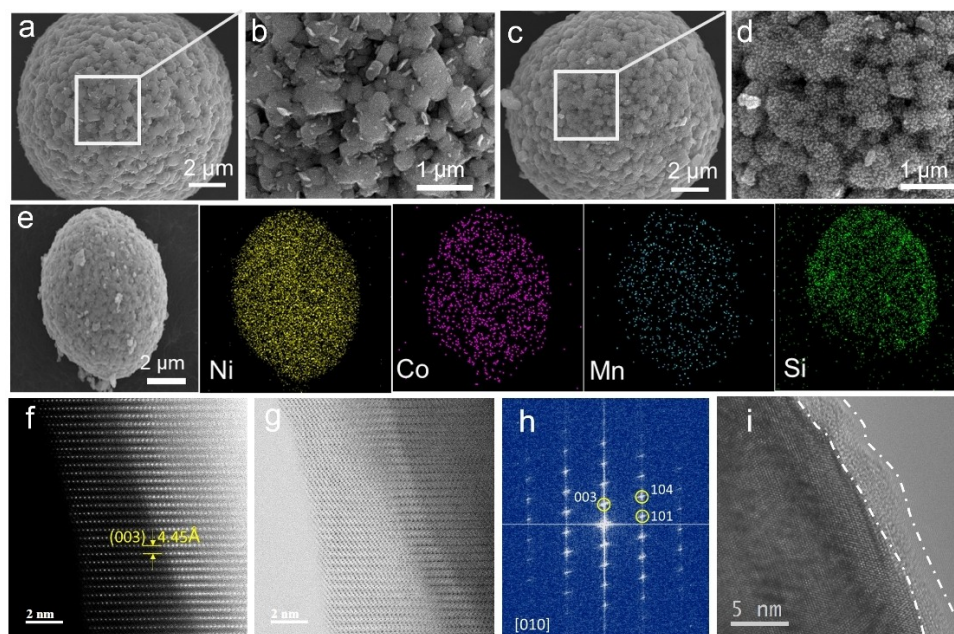 a
2 µm
b
1 µm
c
2 µm
d
1 µm
e
2 µm
Ni
Co
Mn
Si
f
(003) 4.45Å
2 nm
g
2 nm
h
003
104
101
[010]
i
5 nm